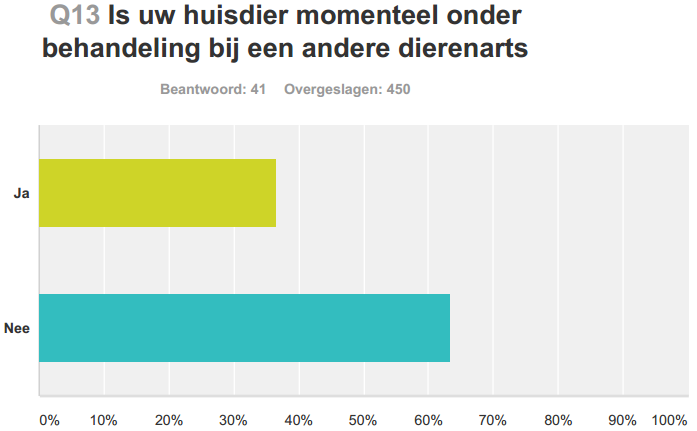 Q13 Is uw huisdier momenteel onder
behandeling bij een andere dierenarts
Beantwoord: 41 Overgeslagen: 450
Ja
Nee
0% 10% 20% 30% 40% 50% 60% 70% 80% 90% 100%